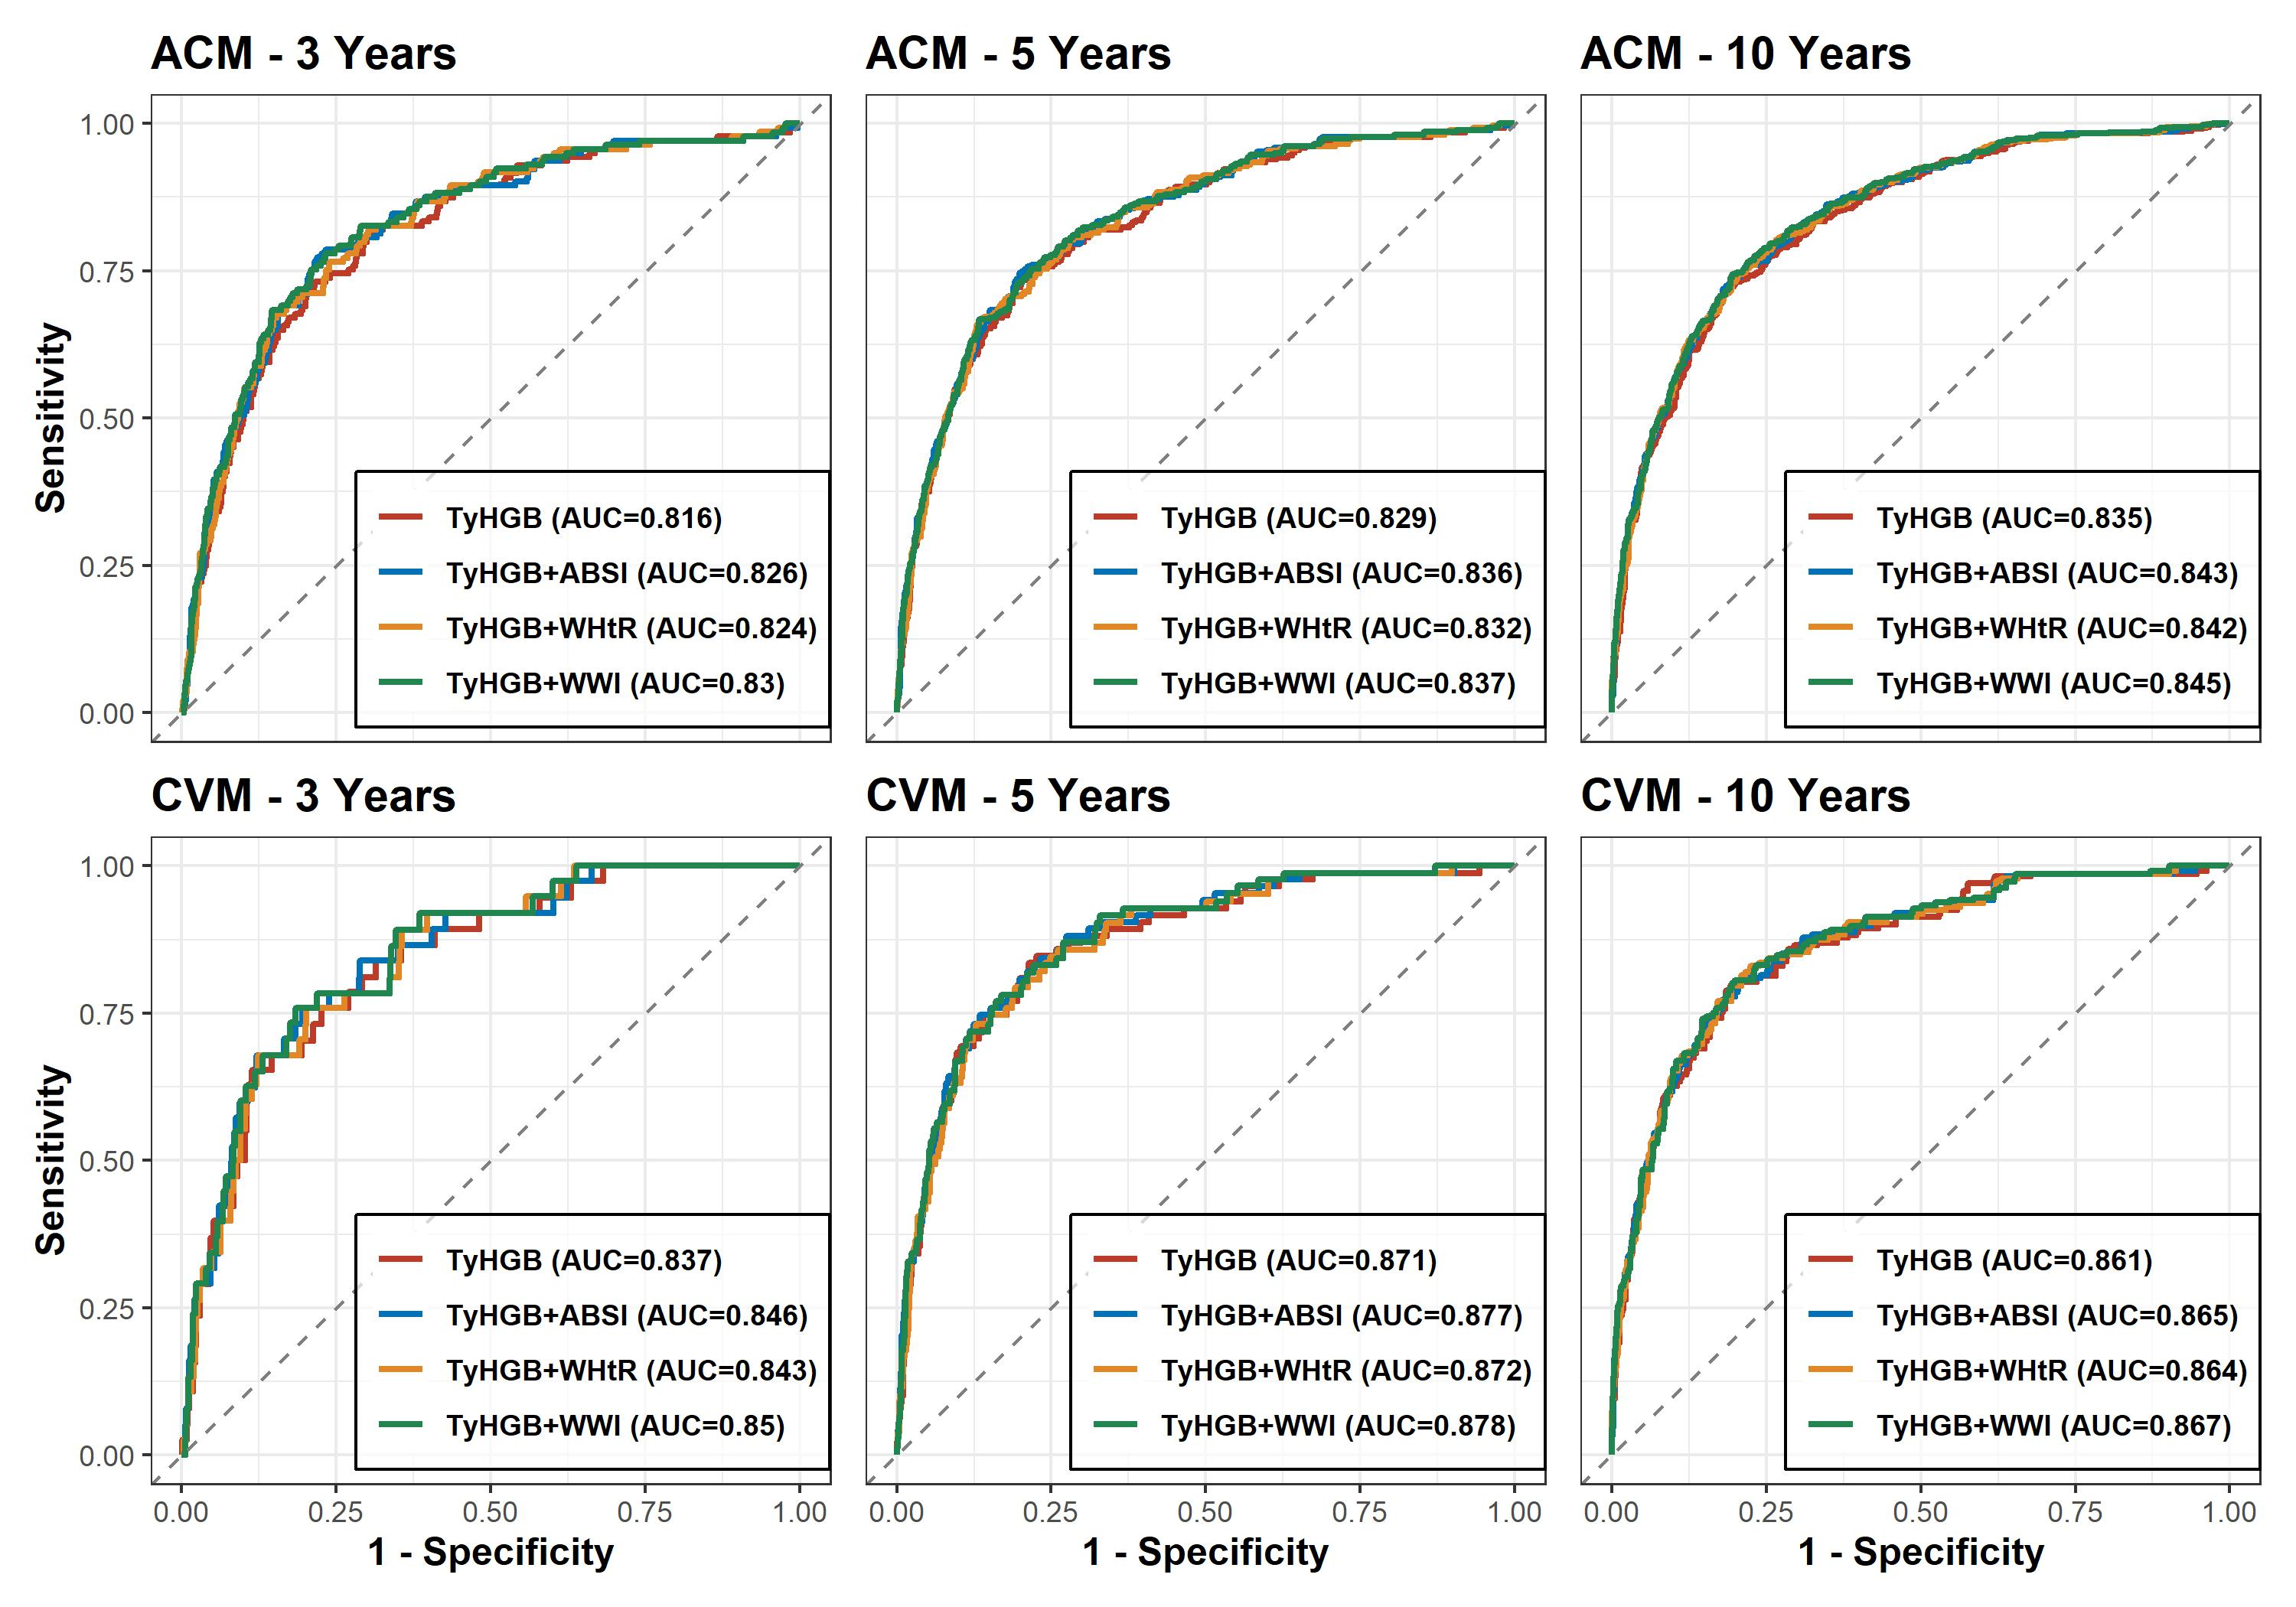 ACM - 3 Years
ACM - 5 Years
ACM - 10 Years
Sensitivity
1.00
0.75
0.50
0.25
0.00
TyHGB (AUC=0.816)
TyHGB+ABSI (AUC=0.826)
TyHGB+WHtR (AUC=0.824)
TyHGB+WWI (AUC=0.83)
TyHGB (AUC=0.829)
TyHGB+ABSI (AUC=0.836)
TyHGB+WHtR (AUC=0.832)
TyHGB+WWI (AUC=0.837)
TyHGB (AUC=0.835)
TyHGB+ABSI (AUC=0.843)
TyHGB+WHtR (AUC=0.842)
TyHGB+WWI (AUC=0.845)
CVM - 3 Years
CVM - 5 Years
CVM - 10 Years
Sensitivity
1.00
0.75
0.50
0.25
0.00
TyHGB (AUC=0.837)
TyHGB+ABSI (AUC=0.846)
TyHGB+WHtR (AUC=0.843)
TyHGB+WWI (AUC=0.85)
TyHGB (AUC=0.871)
TyHGB+ABSI (AUC=0.877)
TyHGB+WHtR (AUC=0.872)
TyHGB+WWI (AUC=0.878)
TyHGB (AUC=0.861)
TyHGB+ABSI (AUC=0.865)
TyHGB+WHtR (AUC=0.864)
TyHGB+WWI (AUC=0.867)
0.00 0.25 0.50 0.75 1.00
0.00 0.25 0.50 0.75 1.00
0.00 0.25 0.50 0.75 1.00
1 - Specificity
1 - Specificity
1 - Specificity